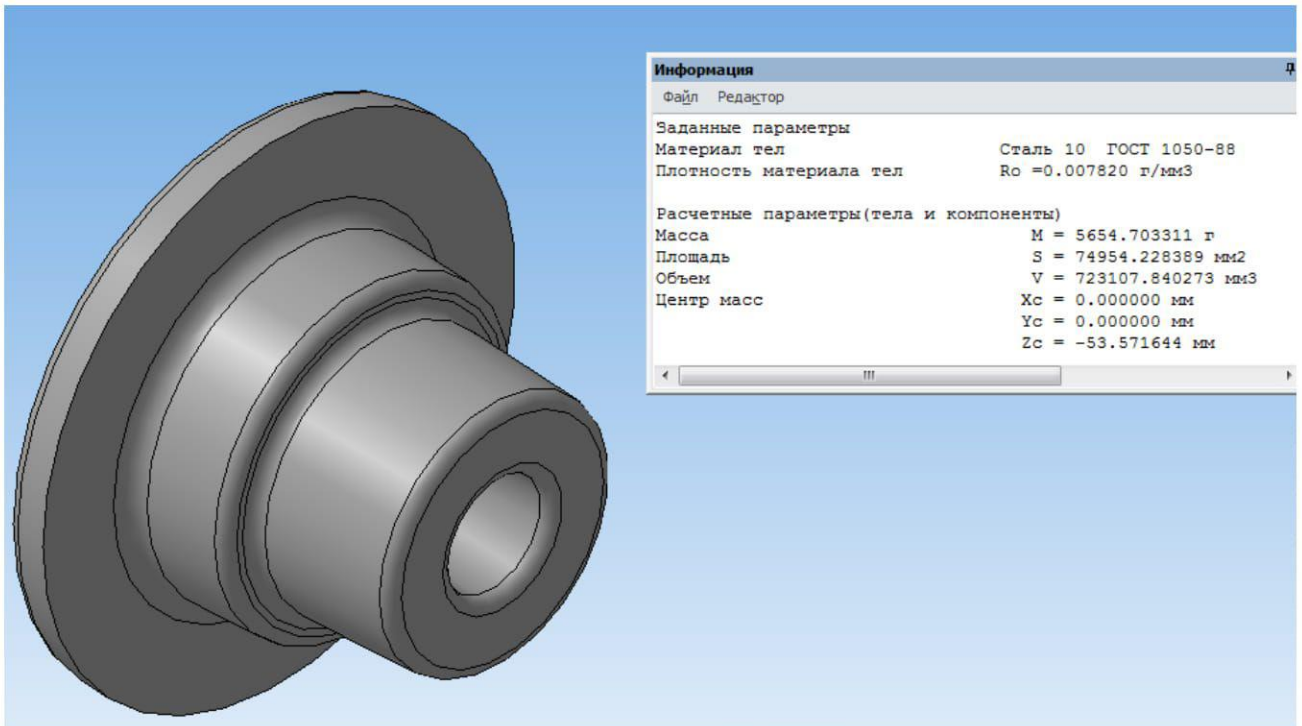 Информация
Файл Редактор
Заданные параметры
Материал тел Сталь 10 ГОСТ 1050-88
Плотность материала тел Ro =0.007820 г/мм3
Расчетные параметры(тела и компоненты)
Масса M = 5654.703311 г
Площадь S = 74954.228389 мм2
Объем V = 723107.840273 мм3
Центр масс Xc = 0.000000 мм
Yc = 0.000000 мм
Zc = -53.571644 мм